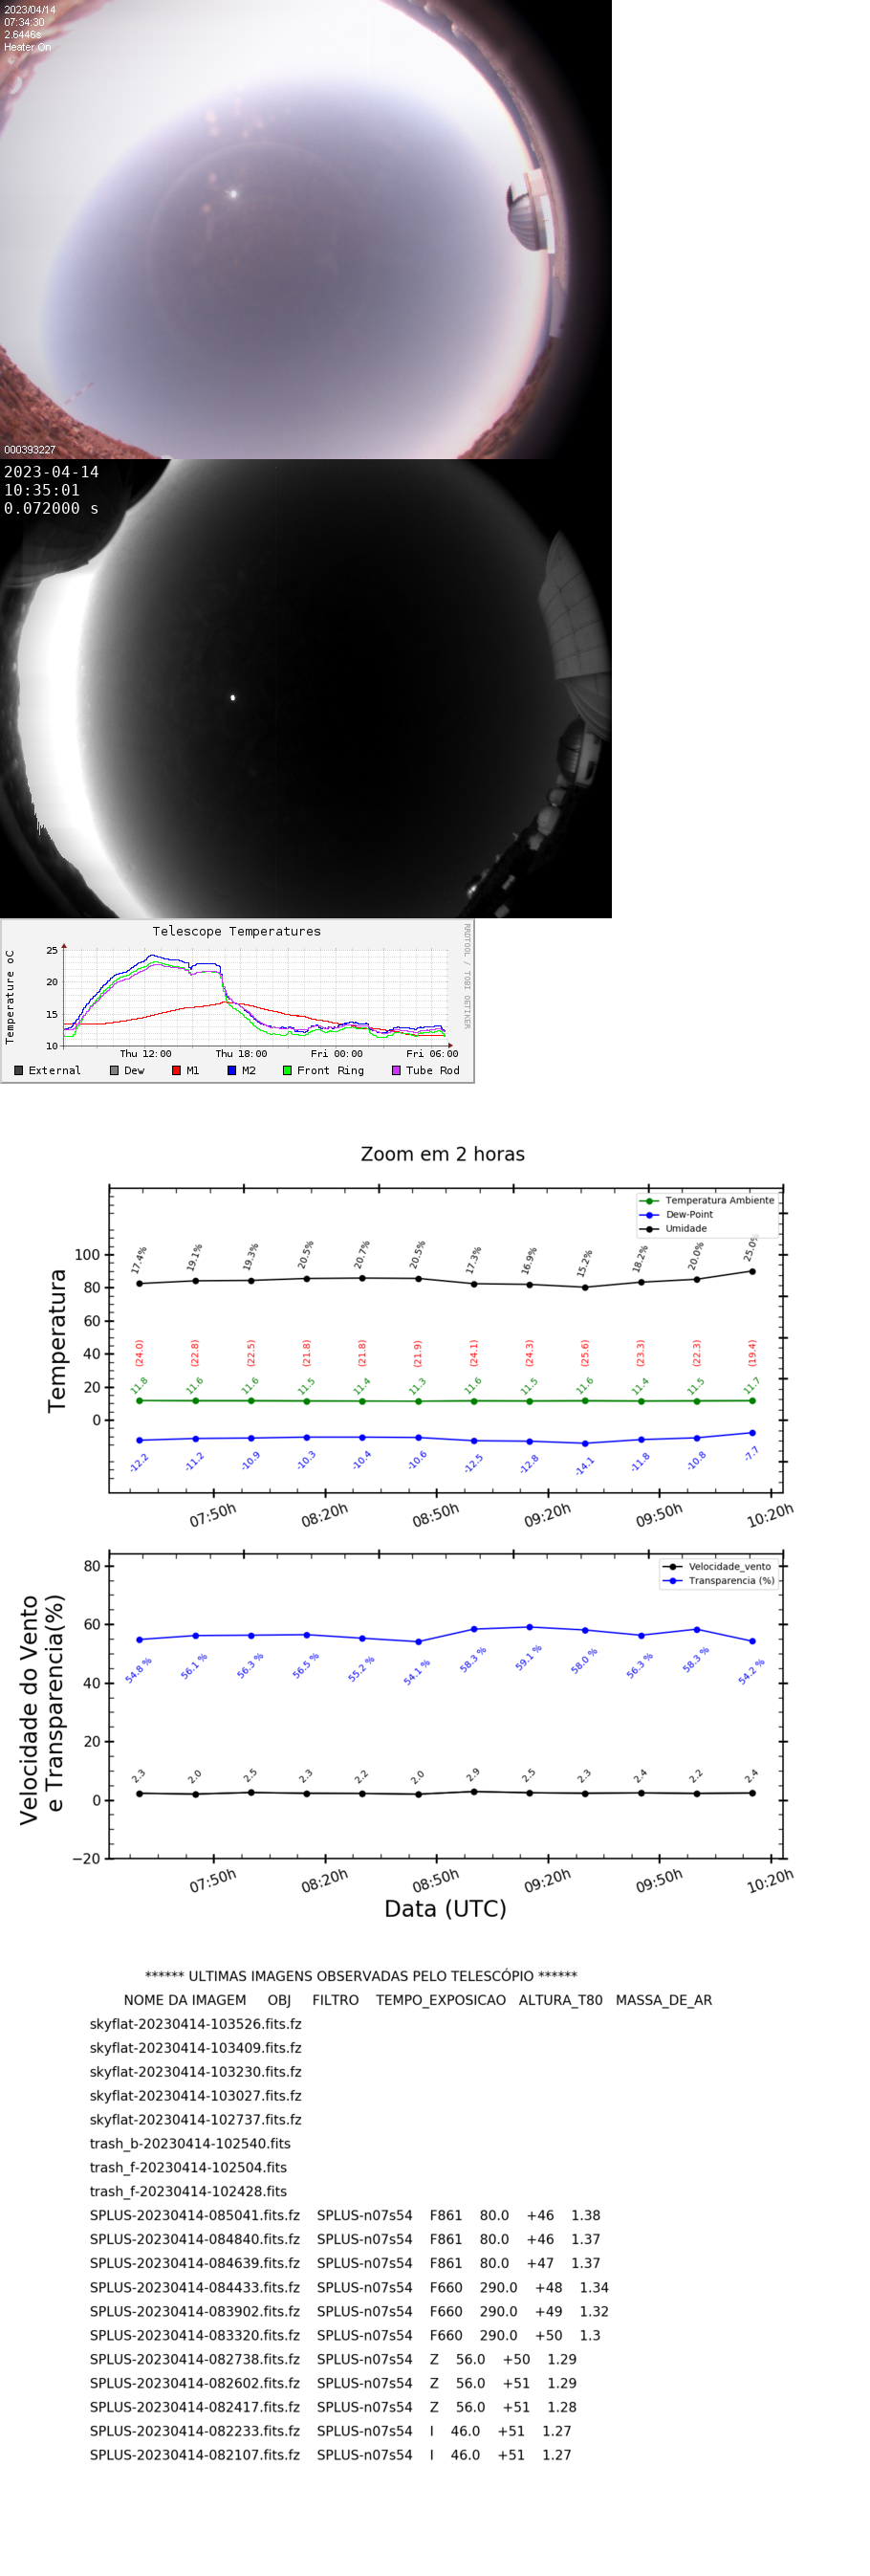 2023/04/14
07:34:30
2.6446s
Heater On
000393227
2023-04-14
10:35:01
0.072000 s
Telescope Temperatures
RRDTOOL / TOBI OETIKER
Temperature oC
25
20
15
10
Thu 12:00 Thu 18:00 Fri 00:00 Fri 06:00
External Dew M1 M2 Front Ring Tube Rod
Zoom em 2 horas
Temperatura Ambiente
Dew-Point
Umidade
Temperatura
100
80
60
40
20
0
17.4% 19.1% 19.3% 20.5% 20.7% 20.5% 17.3% 16.9% 15.2% 18.2% 20.0% 25.0%
(24.0) (22.8) (22.5) (21.8) (21.8) (21.9) (24.1) (24.3) (25.6) (23.3) (22.3) (19.4)
11.8 11.6 11.6 11.5 11.4 11.3 11.6 11.5 11.6 11.4 11.5 11.7
-12.2 -11.2 -10.9 -10.3 -10.4 -10.6 -12.5 -12.8 -14.1 -11.8 -10.8 -7.7
07:50h 08:20h 08:50h 09:20h 09:50h 10:20h
Velocidade_vento
Transparencia (%)
Velocidade do Vento
e Transparencia(%)
80
60
40
20
0
−20
54.8 % 56.1 % 56.3 % 56.5 % 55.2 % 54.1 % 58.3 % 59.1 % 58.0 % 56.3 % 58.3 % 54.2 %
2.3 2.0 2.5 2.3 2.2 2.0 2.9 2.5 2.3 2.4 2.2 2.4
07:50h 08:20h 08:50h 09:20h 09:50h 10:20h
Data (UTC)
****** ULTIMAS IMAGENS OBSERVADAS PELO TELESCÓPIO ******
NOME DA IMAGEM OBJ FILTRO TEMPO_EXPOSICAO ALTURA_T80 MASSA_DE_AR
skyflat-20230414-103526.fits.fz
skyflat-20230414-103409.fits.fz
skyflat-20230414-103230.fits.fz
skyflat-20230414-103027.fits.fz
skyflat-20230414-102737.fits.fz
trash_b-20230414-102540.fits
trash_f-20230414-102504.fits
trash_f-20230414-102428.fits
SPLUS-20230414-085041.fits.fz SPLUS-n07s54 F861 80.0 +46 1.38
SPLUS-20230414-084840.fits.fz SPLUS-n07s54 F861 80.0 +46 1.37
SPLUS-20230414-084639.fits.fz SPLUS-n07s54 F861 80.0 +47 1.37
SPLUS-20230414-084433.fits.fz SPLUS-n07s54 F660 290.0 +48 1.34
SPLUS-20230414-083902.fits.fz SPLUS-n07s54 F660 290.0 +49 1.32
SPLUS-20230414-083320.fits.fz SPLUS-n07s54 F660 290.0 +50 1.3
SPLUS-20230414-082738.fits.fz SPLUS-n07s54 Z 56.0 +50 1.29
SPLUS-20230414-082602.fits.fz SPLUS-n07s54 Z 56.0 +51 1.29
SPLUS-20230414-082417.fits.fz SPLUS-n07s54 Z 56.0 +51 1.28
SPLUS-20230414-082233.fits.fz SPLUS-n07s54 I 46.0 +51 1.27
SPLUS-20230414-082107.fits.fz SPLUS-n07s54 I 46.0 +51 1.27